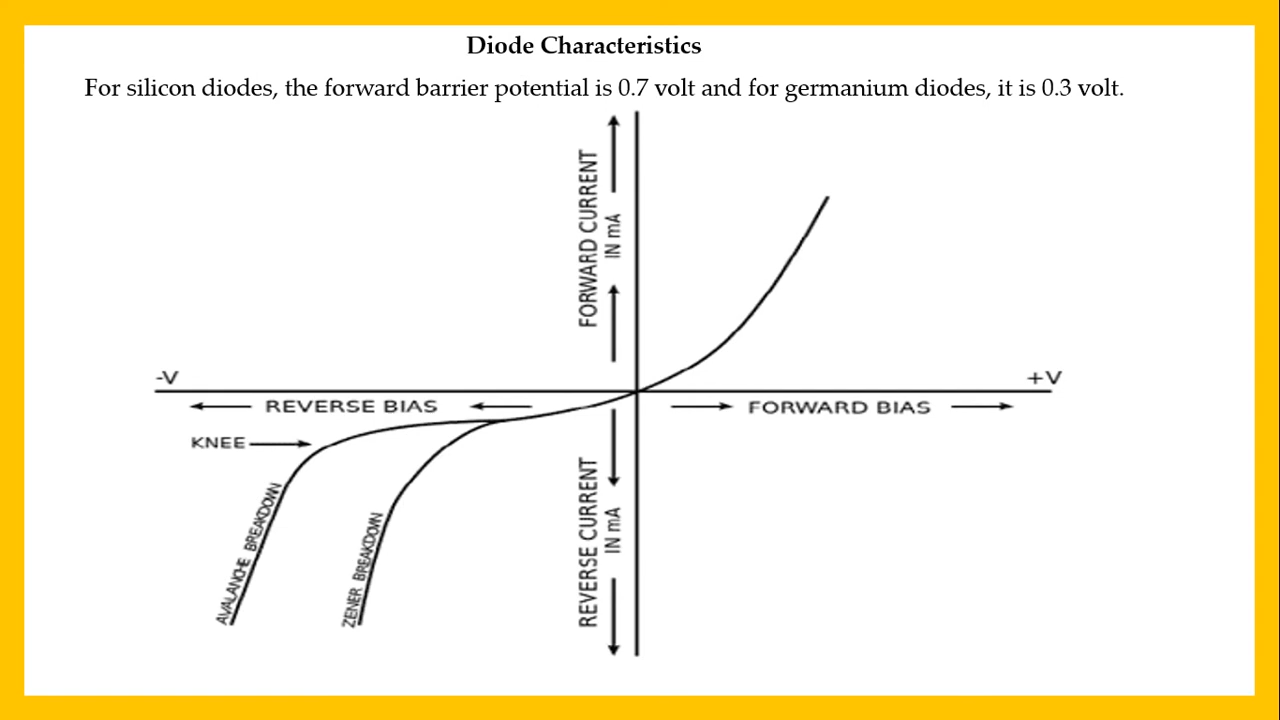 Diode Characteristics
For silicon diodes, the forward barrier potential is 0.7 volt and for germanium diodes, it is 0.3 volt.
FORWARD CURRENT
IN mA
-V
+V
REVERSE BIAS
FORWARD BIAS
KNEE
AVALANCHE BREAKDOWN
ZENER BREAKDOWN
REVERSE CURRENT
IN mA